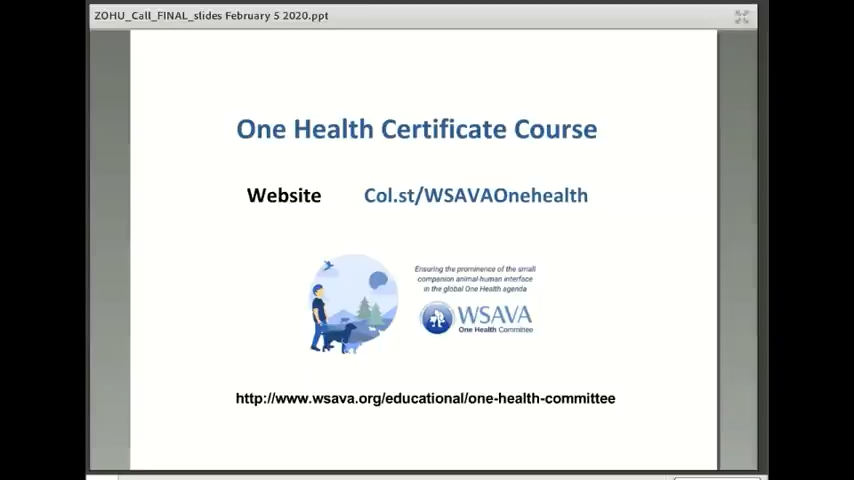 ZOHU_Call_FINAL_slides February 5 2020.ppt
One Health Certificate Course
Website Col.st/WSAVAOnehealth
Ensuring the prominence of the small
companion animal-human interface
in the global One Health agenda
WSAVA
One Health Committee
http://www.wsava.org/educational/one-health-committee